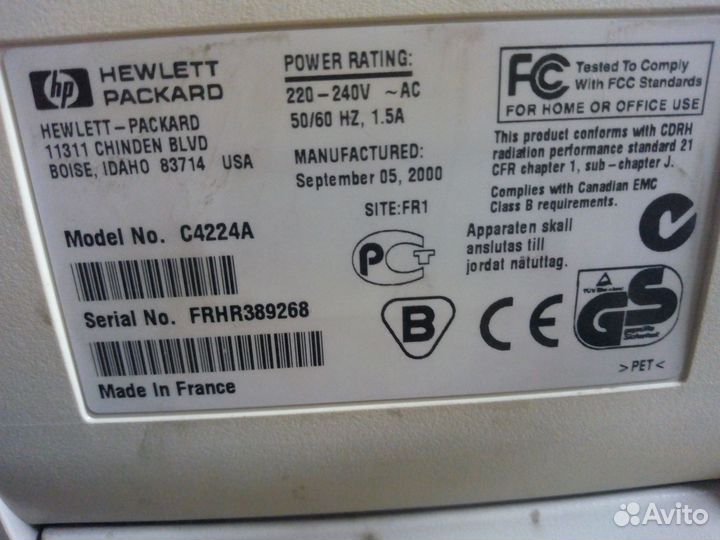 hp HEWLETT
PACKARD
HEWLETT-PACKARD
11311 CHINDEN BLVD
BOISE, IDAHO 83714 USA
Model No. C4224A
Serial No. FRHR389268
Made In France
POWER RATING:
220-240V ~ AC
50/60 HZ, 1.5A
MANUFACTURED:
September 05, 2000
SITE:FR1
FC Tested To Comply
With FCC Standards
FOR HOME OR OFFICE USE
This product conforms with CDRH
radiation performance standard 21
CFR chapter 1, sub-chapter J.
Complies with Canadian EMC
Class B requirements.
Apparaten skall
anslutas till
jordat nätuttag.
PCT
B
CE
GS
geprüfte
Sicherheit
>PET<
Avito